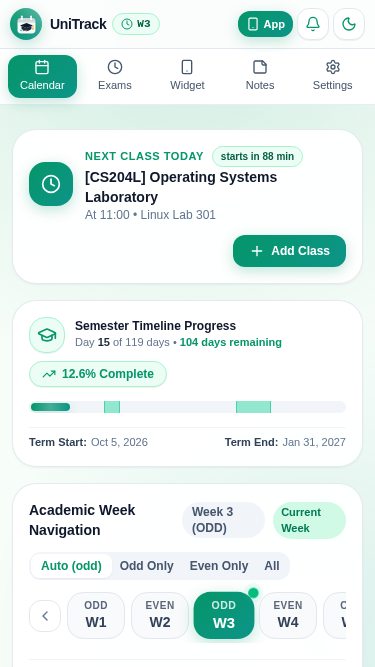 UniTrack
W3
App
Calendar
Exams
Widget
Notes
Settings
NEXT CLASS TODAY
starts in 88 min
[CS204L] Operating Systems
Laboratory
At 11:00 • Linux Lab 301
Add Class
Semester Timeline Progress
Day 15 of 119 days • 104 days remaining
12.6% Complete
Term Start: Oct 5, 2026
Term End: Jan 31, 2027
Academic Week
Navigation
Week 3
(ODD)
Current
Week
Auto (odd)
Odd Only
Even Only
All
ODD
W1
EVEN
W2
ODD
W3
EVEN
W4